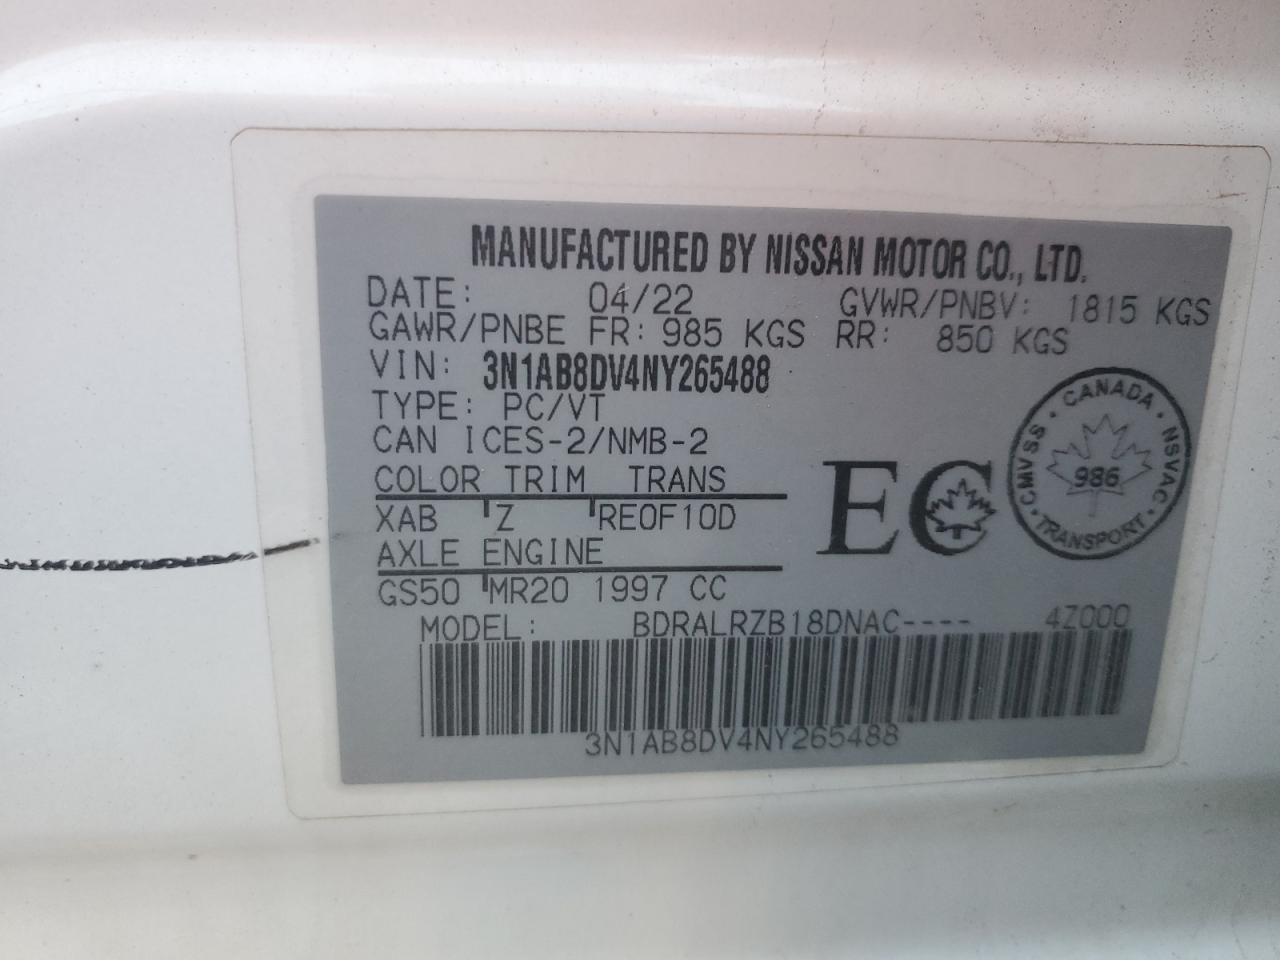 MANUFACTURED BY NISSAN MOTOR CO., LTD.
DATE: 04/22 GVWR/PNBV: 1815 KGS
GAWR/PNBE FR: 985 KGS RR: 850 KGS
VIN: 3N1AB8DV4NY265488
TYPE: PC/VT
CAN ICES-2/NMB-2
COLOR TRIM TRANS
XAB Z RE0F10D
AXLE ENGINE
GS50 MR20 1997 CC
EC
CMVSS · CANADA · NSVAC · TRANSPORT ·
986
MODEL: BDRALRZB18DNAC---- 4Z000
3N1AB8DV4NY265488